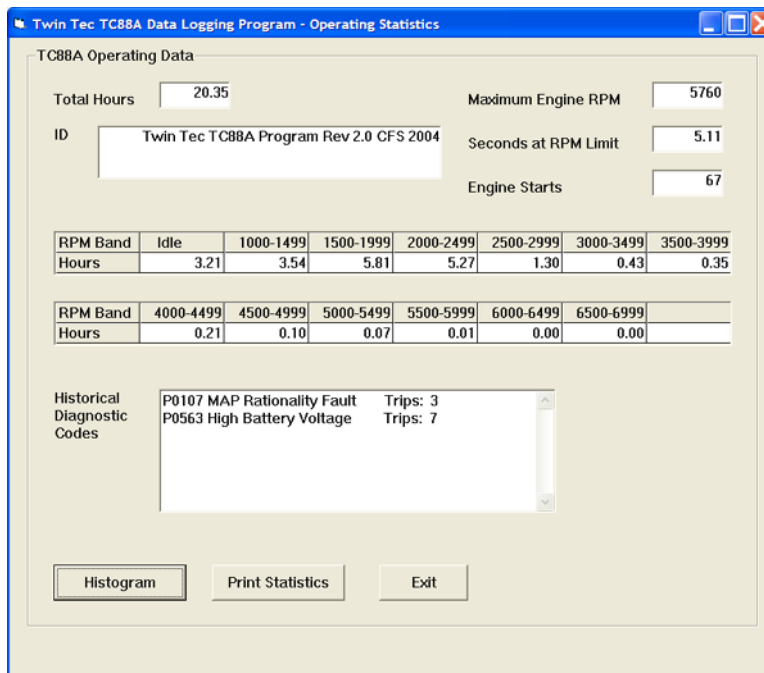 Twin Tec TC88A Data Logging Program - Operating Statistics
TC88A Operating Data
Total Hours 20.35
Maximum Engine RPM 5760
ID Twin Tec TC88A Program Rev 2.0 CFS 2004
Seconds at RPM Limit 5.11
Engine Starts 67
RPM Band Idle 1000-1499 1500-1999 2000-2499 2500-2999 3000-3499 3500-3999
Hours 3.21 3.54 5.81 5.27 1.30 0.43 0.35
RPM Band 4000-4499 4500-4999 5000-5499 5500-5999 6000-6499 6500-6999
Hours 0.21 0.10 0.07 0.01 0.00 0.00
Historical
Diagnostic
Codes
P0107 MAP Rationality Fault Trips: 3
P0563 High Battery Voltage Trips: 7
Histogram Print Statistics Exit